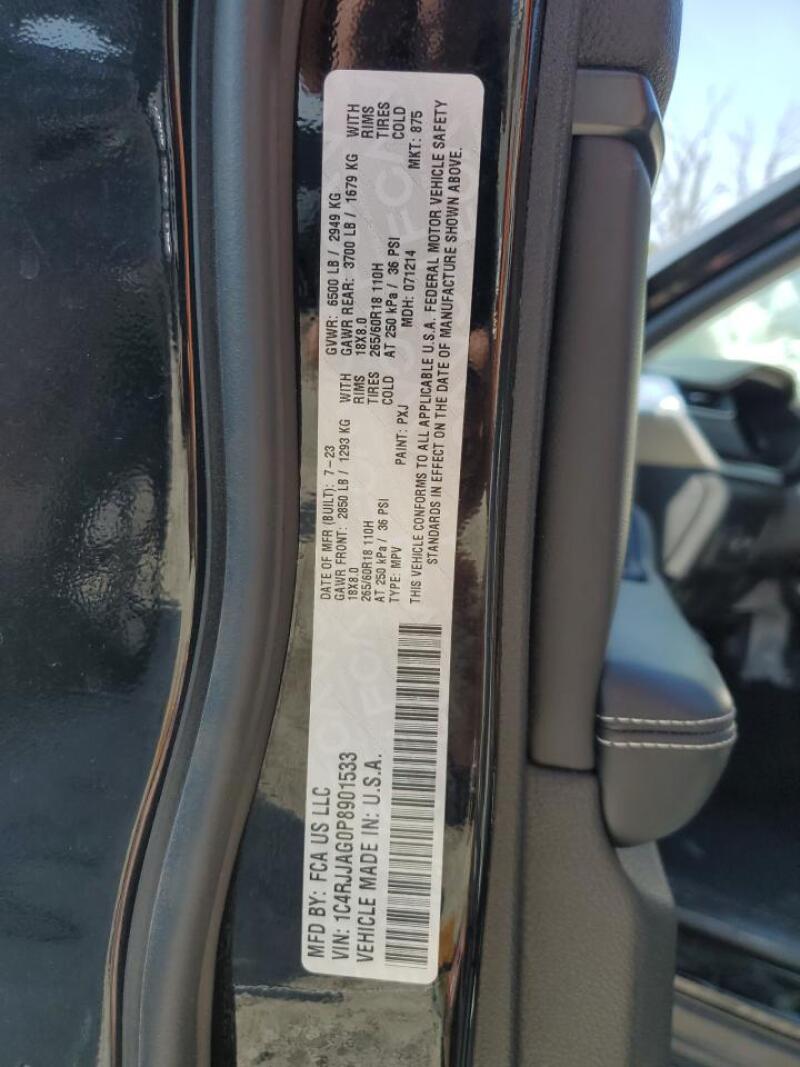 MFD BY: FCA US LLC
VIN: 1C4RJJAG0P8901533
VEHICLE MADE IN: U.S.A.
DATE OF MFR (BUILT): 7-23 GVWR: 6500 LB / 2949 KG
GAWR FRONT: 2850 LB / 1293 KG WITH GAWR REAR: 3700 LB / 1679 KG WITH
18X8.0 RIMS 18X8.0 RIMS
265/60R18 110H TIRES 265/60R18 110H TIRES
AT 250 kPa / 36 PSI COLD AT 250 kPa / 36 PSI COLD
TYPE: MPV PAINT: PXJ MDH: 071214 MKT: 875
THIS VEHICLE CONFORMS TO ALL APPLICABLE U.S.A. FEDERAL MOTOR VEHICLE SAFETY
STANDARDS IN EFFECT ON THE DATE OF MANUFACTURE SHOWN ABOVE.